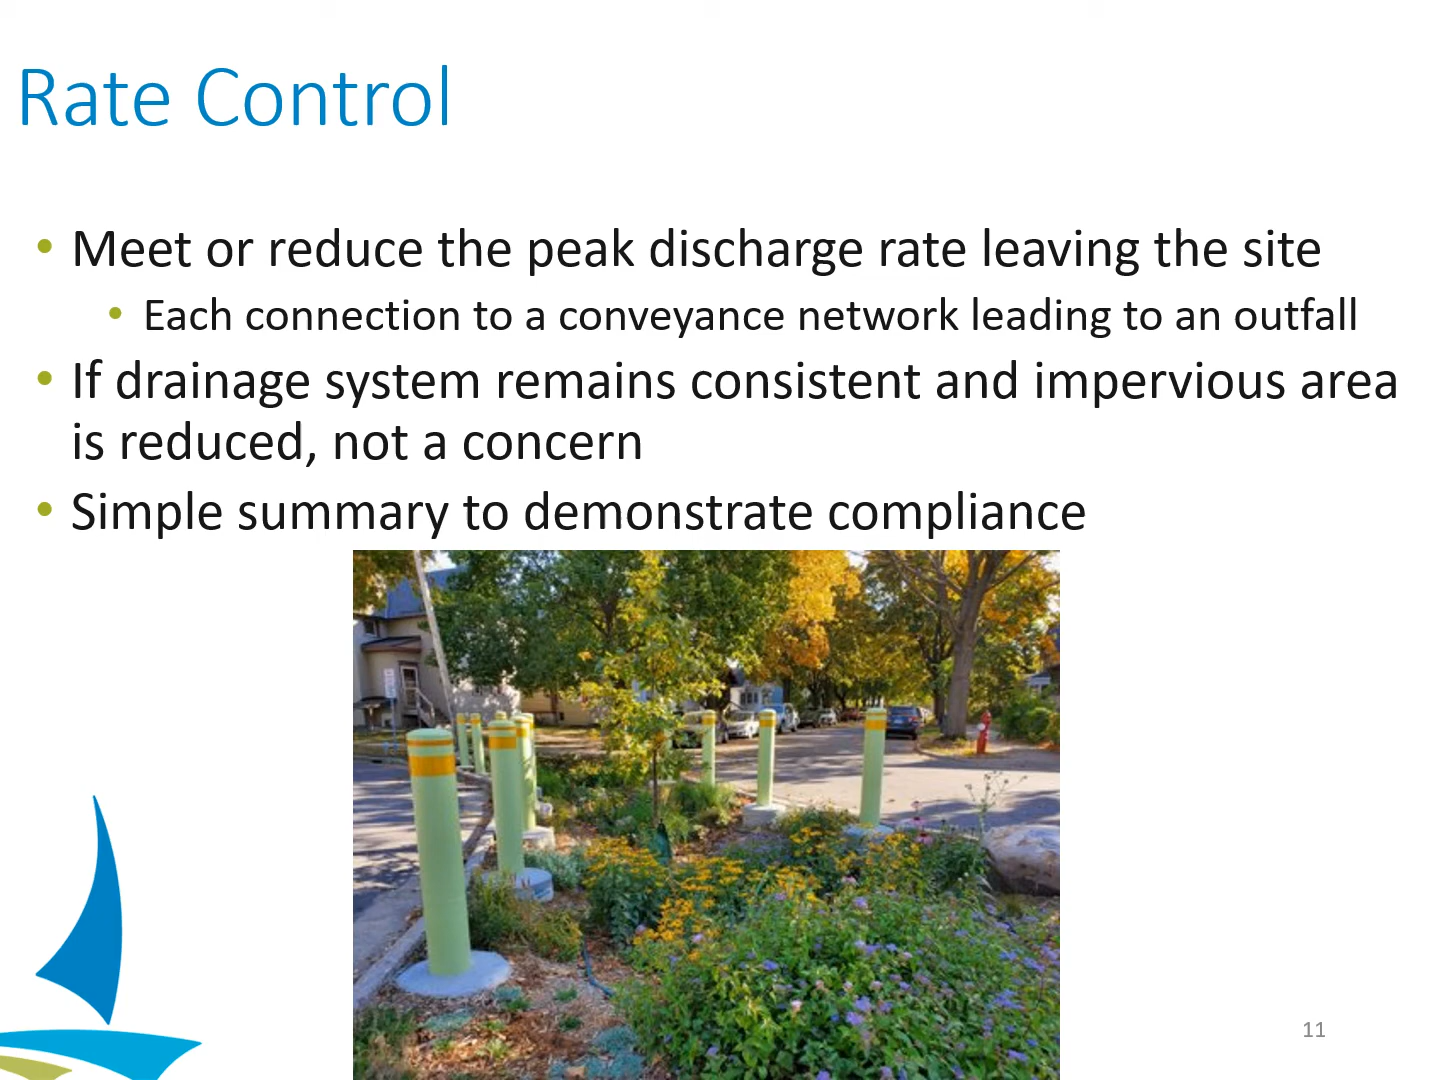 Rate Control
• Meet or reduce the peak discharge rate leaving the site
• Each connection to a conveyance network leading to an outfall
• If drainage system remains consistent and impervious area
is reduced, not a concern
• Simple summary to demonstrate compliance
11